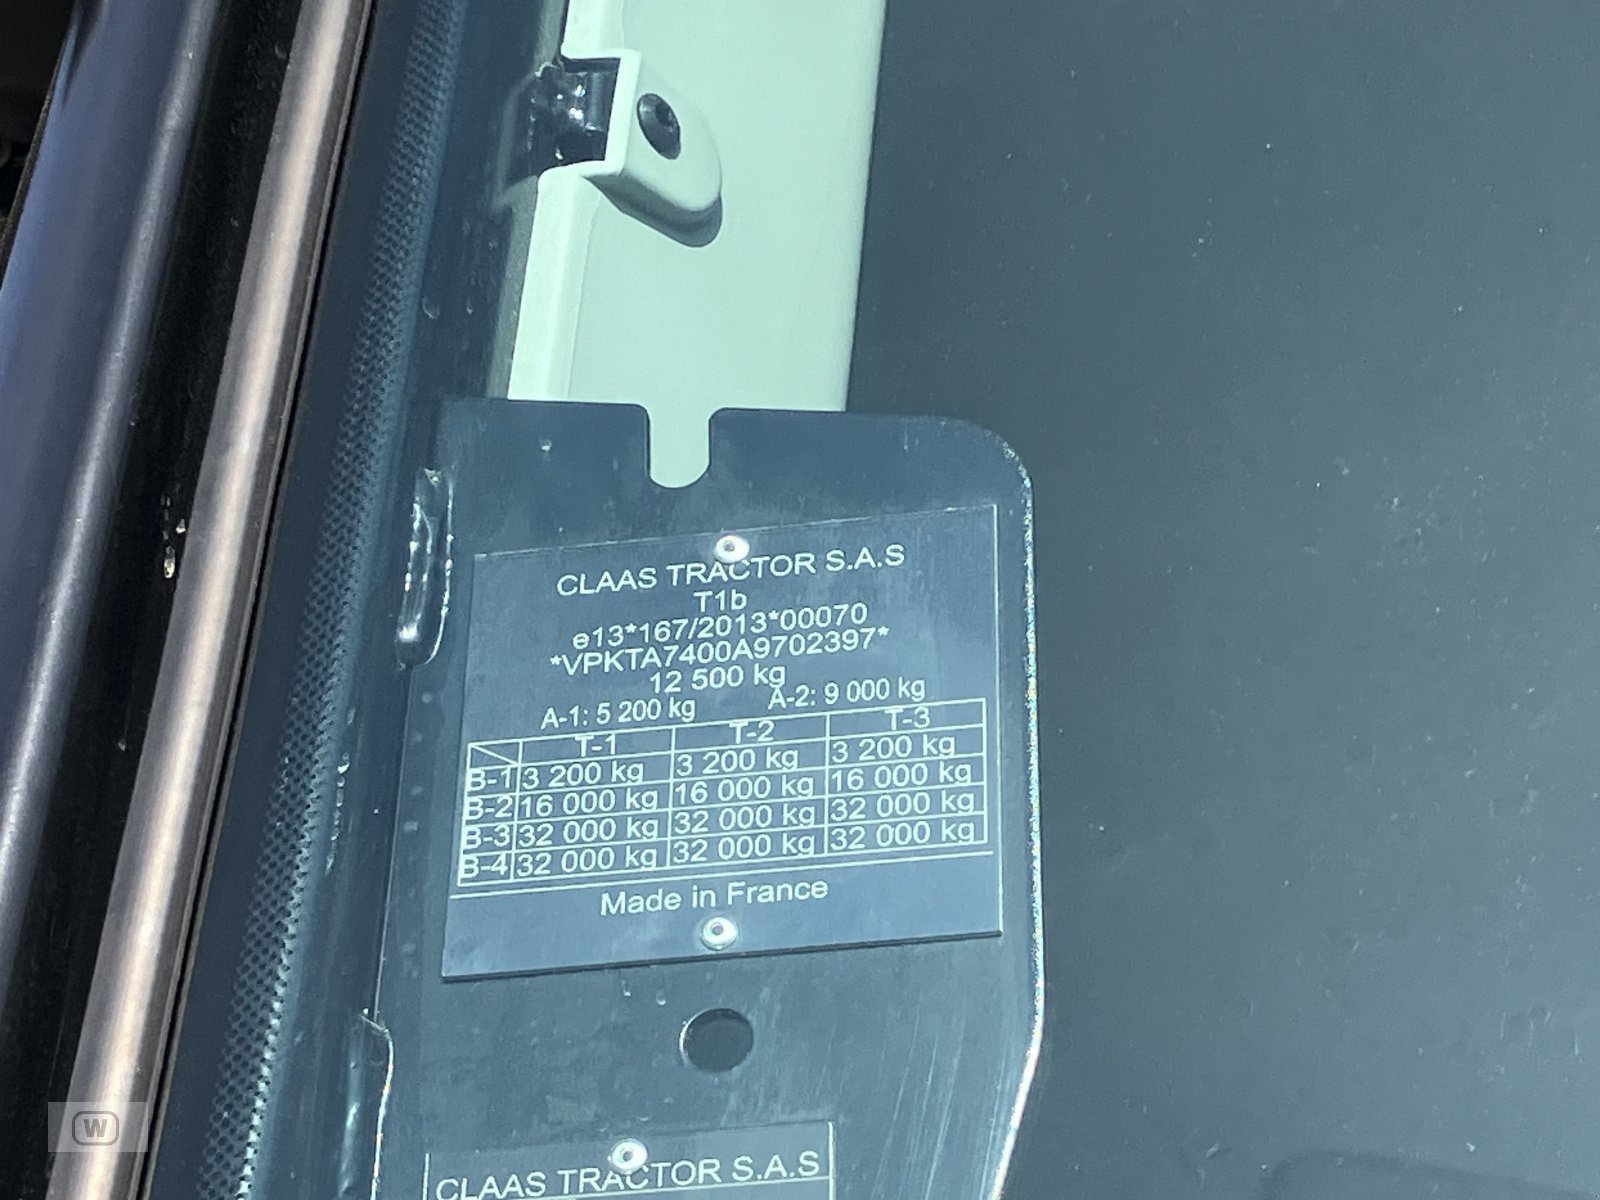 CLAAS TRACTOR S.A.S
T1b
e13*167/2013*00070
*VPKTA7400A9702397*
12 500 kg
A-1: 5 200 kg A-2: 9 000 kg
T-1 T-2 T-3
B-1 3 200 kg 3 200 kg 3 200 kg
B-2 16 000 kg 16 000 kg 16 000 kg
B-3 32 000 kg 32 000 kg 32 000 kg
B-4 32 000 kg 32 000 kg 32 000 kg
Made in France
CLAAS TRACTOR S.A.S
W